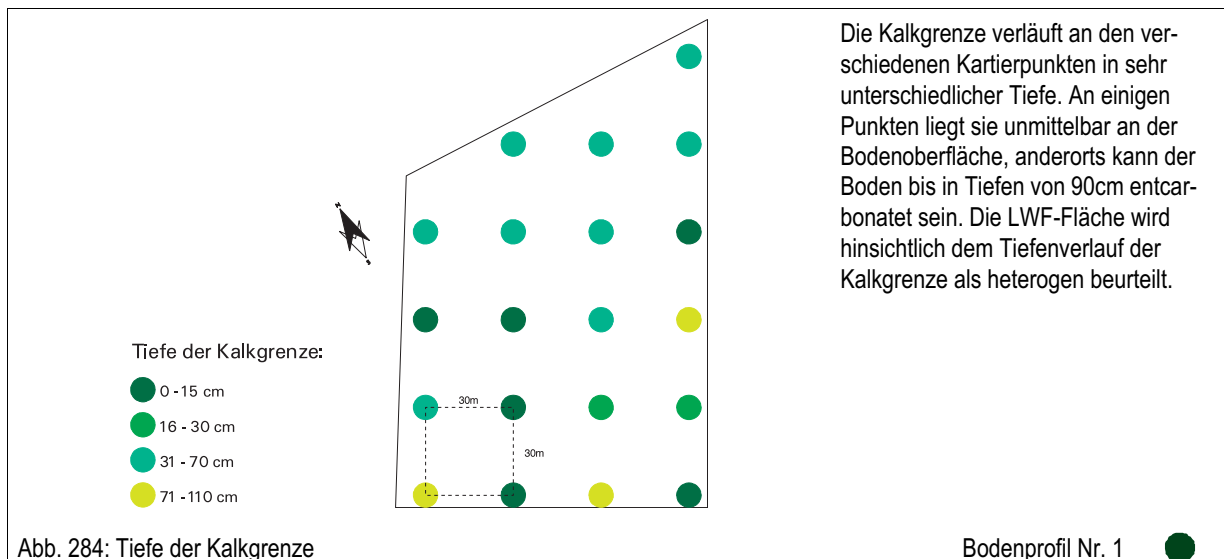 Die Kalkgrenze verläuft an den ver-
schiedenen Kartierpunkten in sehr
unterschiedlicher Tiefe. An einigen
Punkten liegt sie unmittelbar an der
Bodenoberfläche, anderorts kann der
Boden bis in Tiefen von 90cm entcar-
bonatet sein. Die LWF-Fläche wird
hinsichtlich dem Tiefenverlauf der
Kalkgrenze als heterogen beurteilt.
Tiefe der Kalkgrenze:
0 - 15 cm
16 - 30 cm
31 - 70 cm
71 - 110 cm
30m
30m
Abb. 284: Tiefe der Kalkgrenze
Bodenprofil Nr. 1